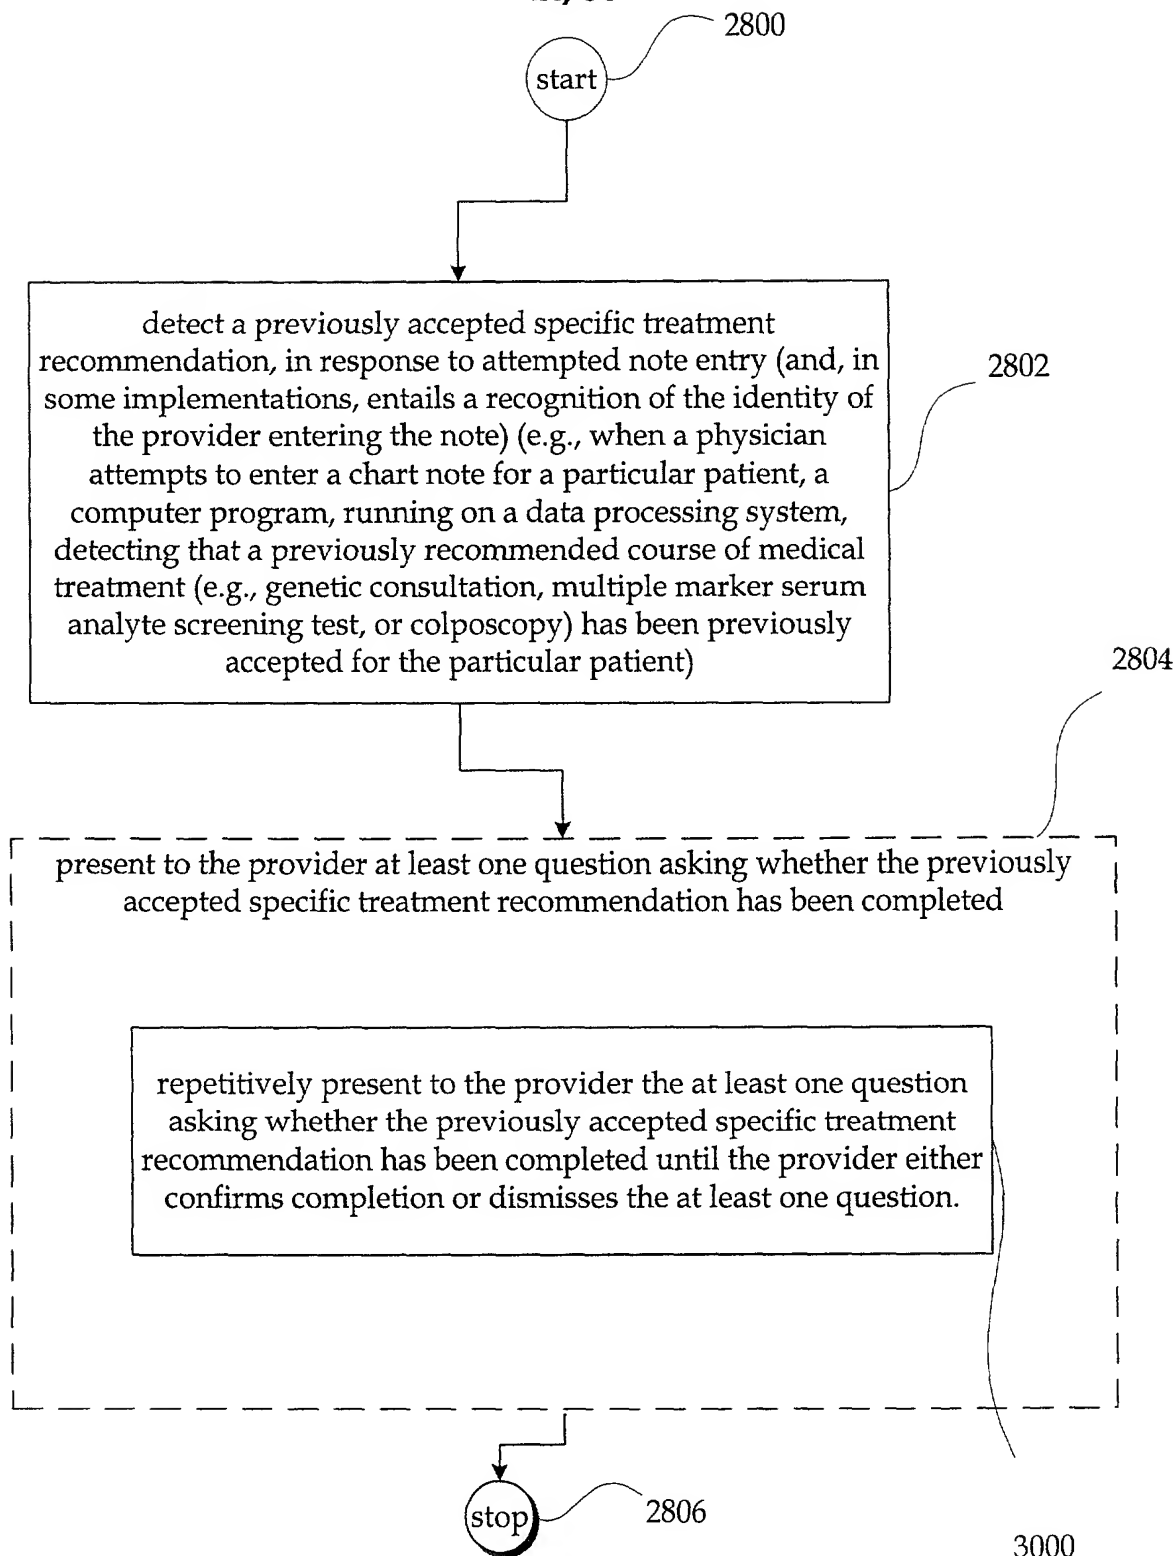 2800
start
detect a previously accepted specific treatment
recommendation, in response to attempted note entry (and, in
some implementations, entails a recognition of the identity of
the provider entering the note) (e.g., when a physician
attempts to enter a chart note for a particular patient, a
computer program, running on a data processing system,
detecting that a previously recommended course of medical
treatment (e.g., genetic consultation, multiple marker serum
analyte screening test, or colposcopy) has been previously
accepted for the particular patient)
2802
2804
present to the provider at least one question asking whether the previously
accepted specific treatment recommendation has been completed
repetitively present to the provider the at least one question
asking whether the previously accepted specific treatment
recommendation has been completed until the provider either
confirms completion or dismisses the at least one question.
stop
2806
3000